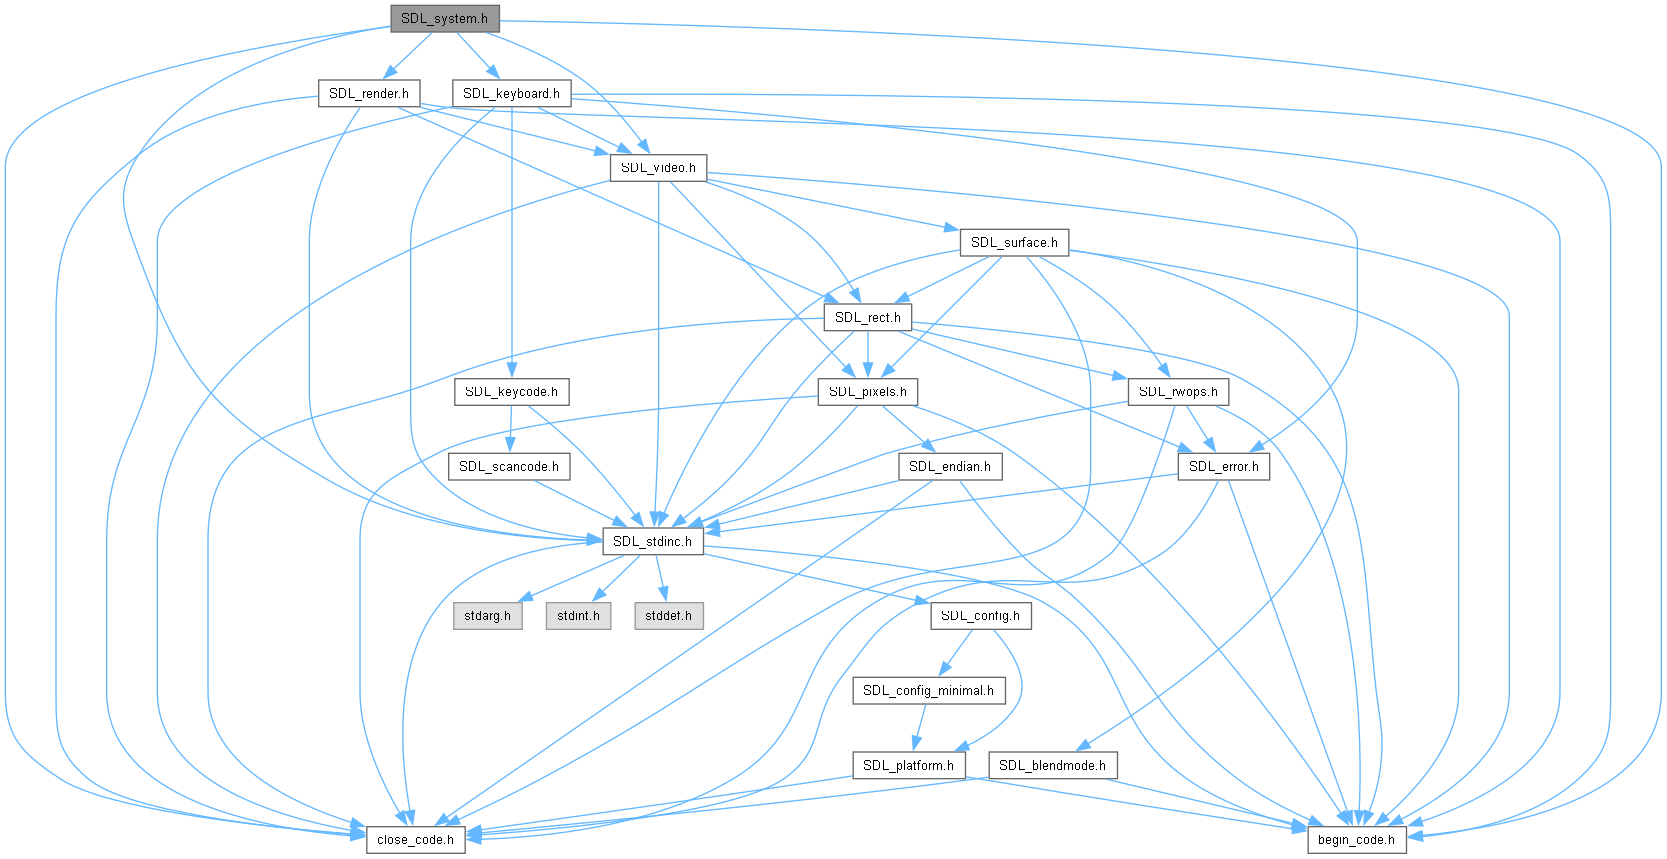 SDL_system.h
SDL_render.h
SDL_keyboard.h
SDL_video.h
SDL_surface.h
SDL_rect.h
SDL_keycode.h
SDL_pixels.h
SDL_rwops.h
SDL_scancode.h
SDL_endian.h
SDL_error.h
SDL_stdinc.h
stdarg.h
stdint.h
stddef.h
SDL_config.h
SDL_config_minimal.h
SDL_platform.h
SDL_blendmode.h
close_code.h
begin_code.h